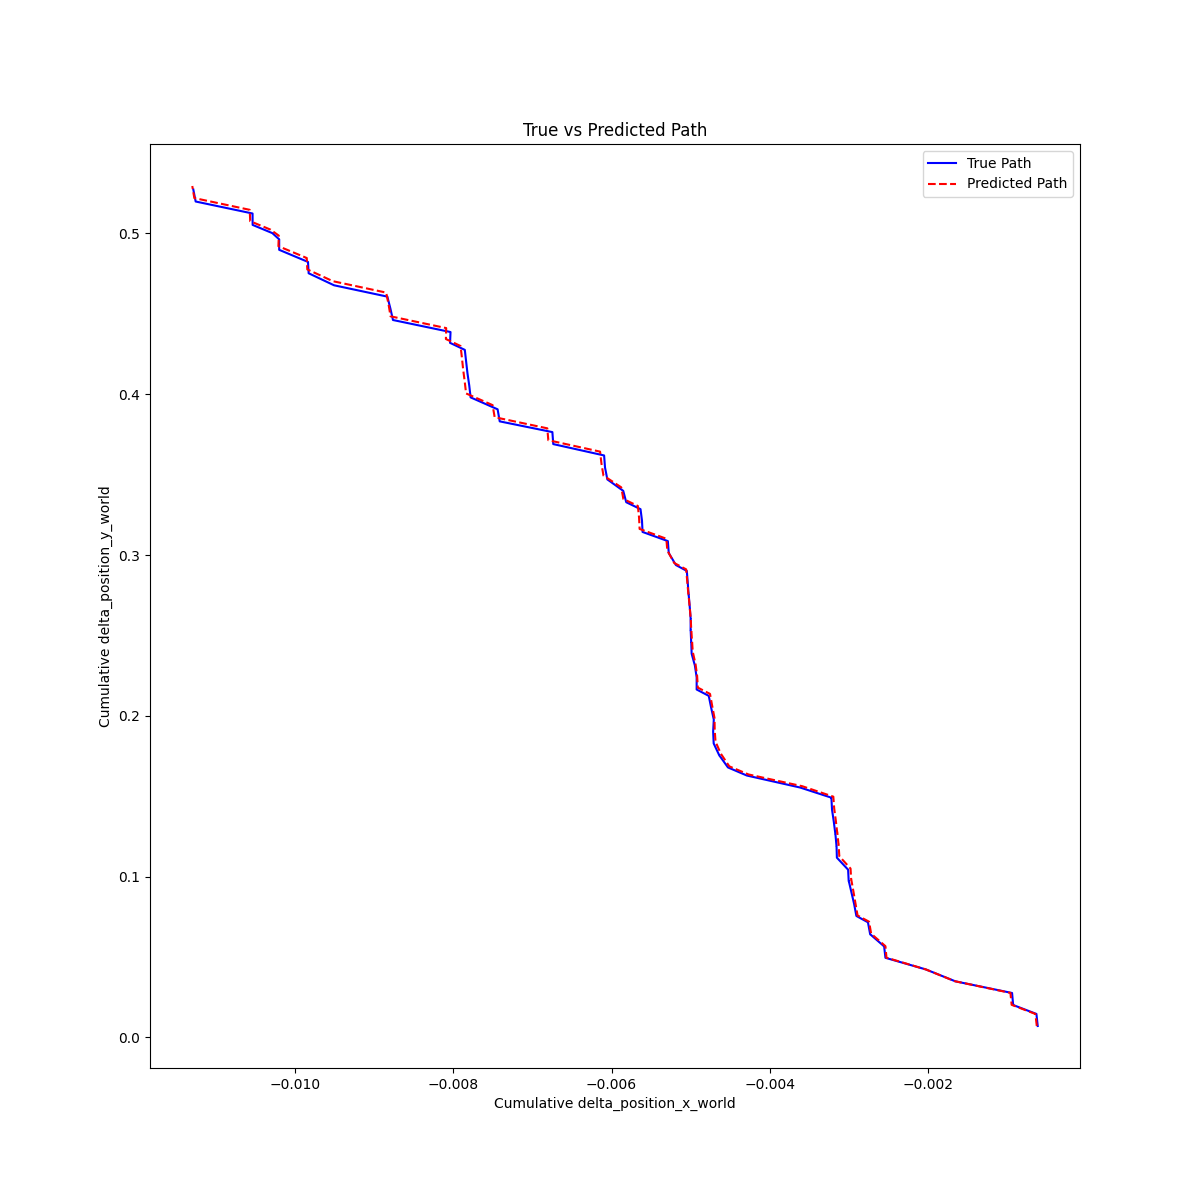 True vs Predicted Path
True Path
Predicted Path
0.5
0.4
0.3
0.2
0.1
0.0
Cumulative delta_position_y_world
−0.010
−0.008
−0.006
−0.004
−0.002
Cumulative delta_position_x_world